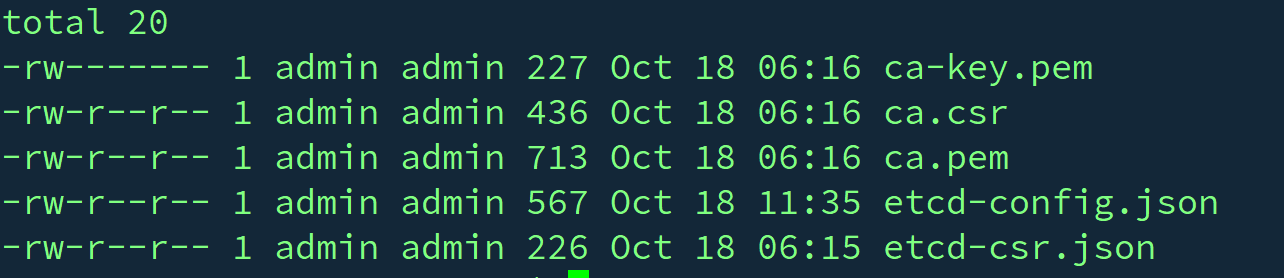 total 20
-rw------- 1 admin admin 227 Oct 18 06:16 ca-key.pem
-rw-r--r-- 1 admin admin 436 Oct 18 06:16 ca.csr
-rw-r--r-- 1 admin admin 713 Oct 18 06:16 ca.pem
-rw-r--r-- 1 admin admin 567 Oct 18 11:35 etcd-config.json
-rw-r--r-- 1 admin admin 226 Oct 18 06:15 etcd-csr.json